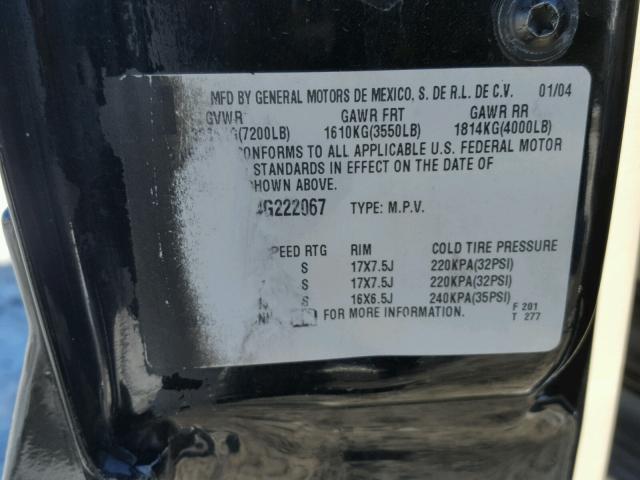 MFD BY GENERAL MOTORS DE MEXICO, S. DE R.L. DE C.V. 01/04
GVWR GAWR FRT GAWR RR
KG(7200LB) 1610KG(3550LB) 1814KG(4000LB)
CONFORMS TO ALL APPLICABLE U.S. FEDERAL MOTOR
STANDARDS IN EFFECT ON THE DATE OF
SHOWN ABOVE.
4G222067 TYPE: M.P.V.
SPEED RTG RIM COLD TIRE PRESSURE
S 17X7.5J 220KPA(32PSI)
S 17X7.5J 220KPA(32PSI)
S 16X6.5J 240KPA(35PSI)
FOR MORE INFORMATION.
F 201
T 277